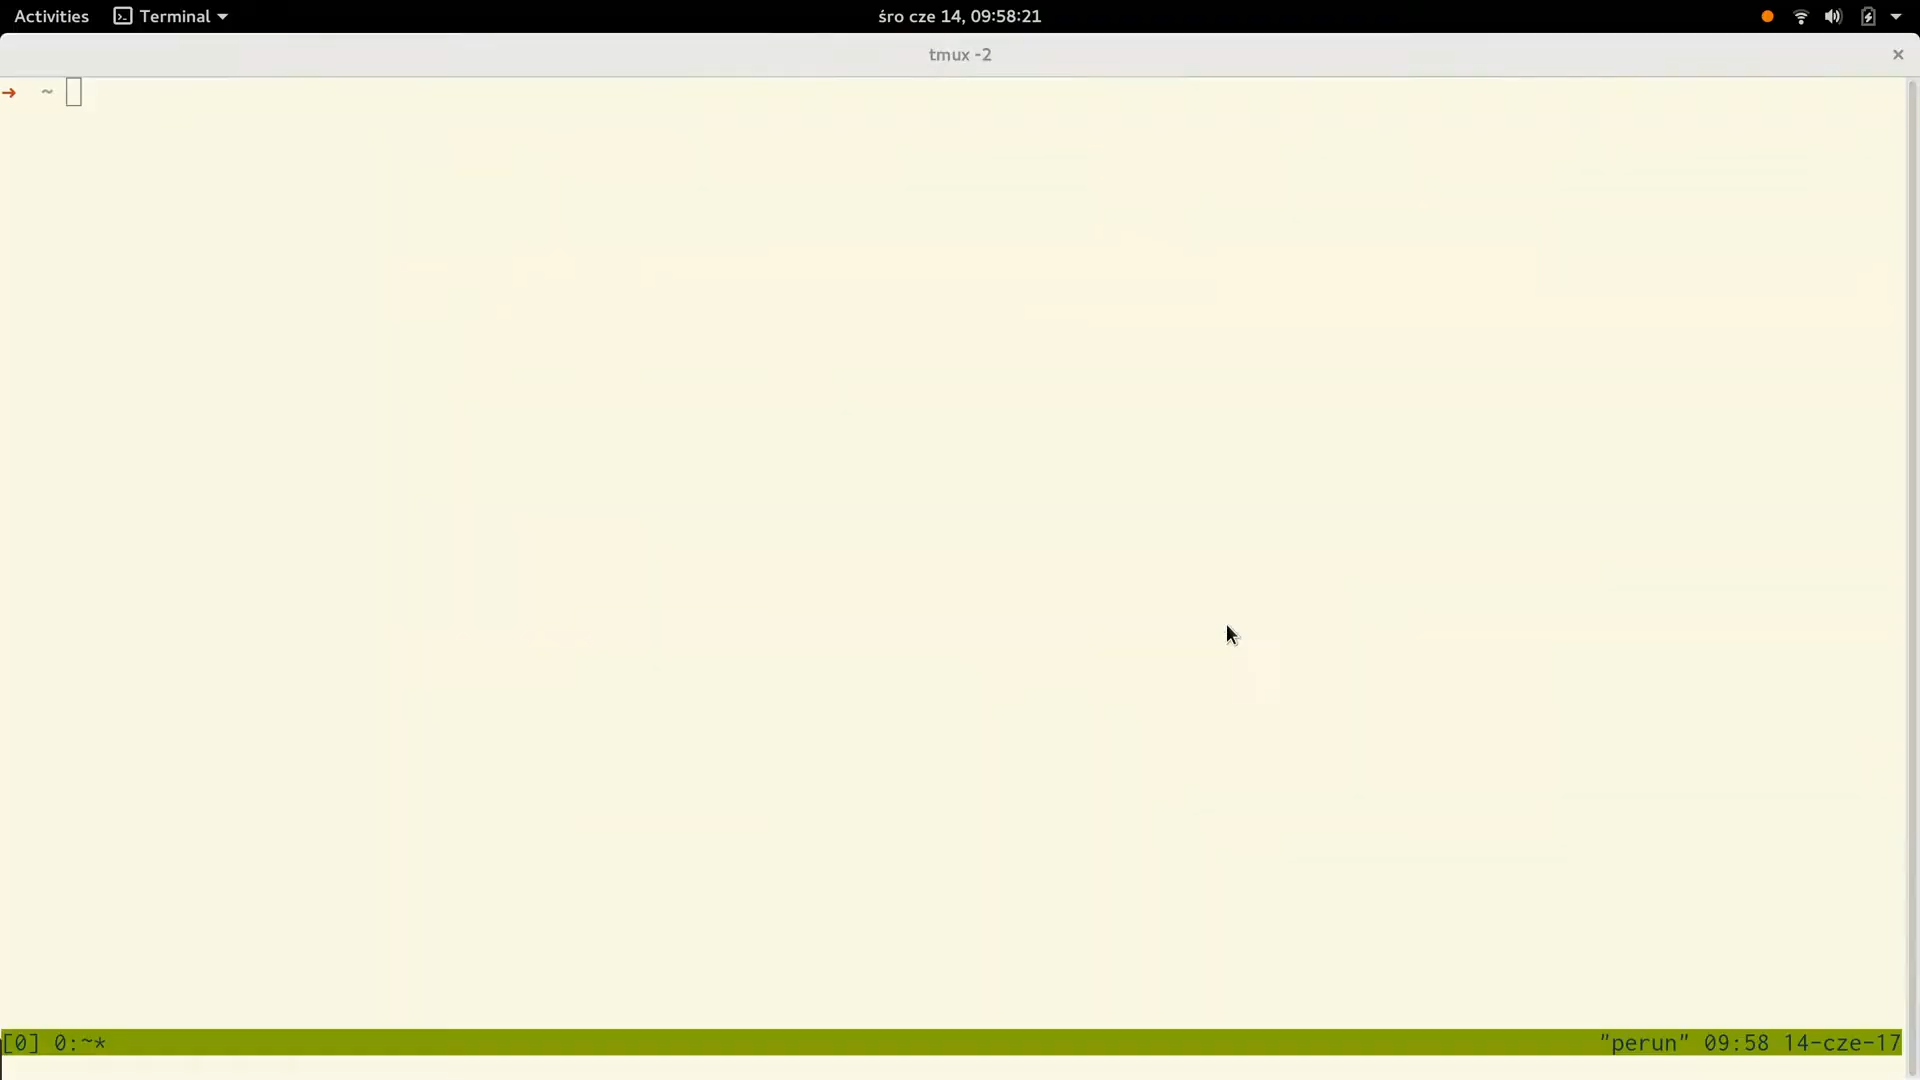 Activities Terminal śro cze 14, 09:58:21
tmux -2
➜ ~
[0] 0:~* "perun" 09:58 14-cze-17